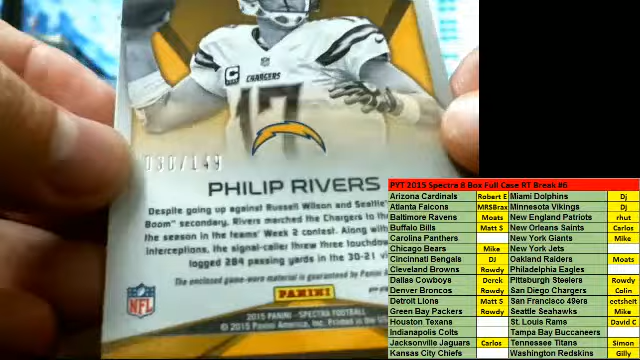 CHARGERS
17
030/149
PHILIP RIVERS
Despite going up against Russell Wilson and Seattle
Boom" secondary, Rivers marched the Chargers to th
the season in the teams' Week 2 contest. Along with
interceptions, the signal-caller threw three touchdow
logged 284 passing yards in the 30-21 vi
The enclosed game-worn material is guaranteed by Panini
PANINI
NFL
2015 PANINI - SPECTRA FOOTBALL
© 2015 Panini America, Inc. Printed in the
PYT 2015 Spectra 8 Box Full Case RT Break #6
Arizona Cardinals Robert E Miami Dolphins Dj
Atlanta Falcons MRSBrax Minnesota Vikings Dj
Baltimore Ravens Moats New England Patriots rhut
Buffalo Bills Matt S New Orleans Saints Carlos
Carolina Panthers New York Giants Mike
Chicago Bears Mike New York Jets
Cincinnati Bengals DJ Oakland Raiders Moats
Cleveland Browns Rowdy Philadelphia Eagles
Dallas Cowboys Derek Pittsburgh Steelers Rowdy
Denver Broncos Rowdy San Diego Chargers Colin
Detroit Lions Matt S San Francisco 49ers eetsheit
Green Bay Packers Rowdy Seattle Seahawks Mike
Houston Texans St. Louis Rams David C
Indianapolis Colts Tampa Bay Buccaneers
Jacksonville Jaguars Carlos Tennessee Titans Simon
Kansas City Chiefs Washington Redskins Gilly